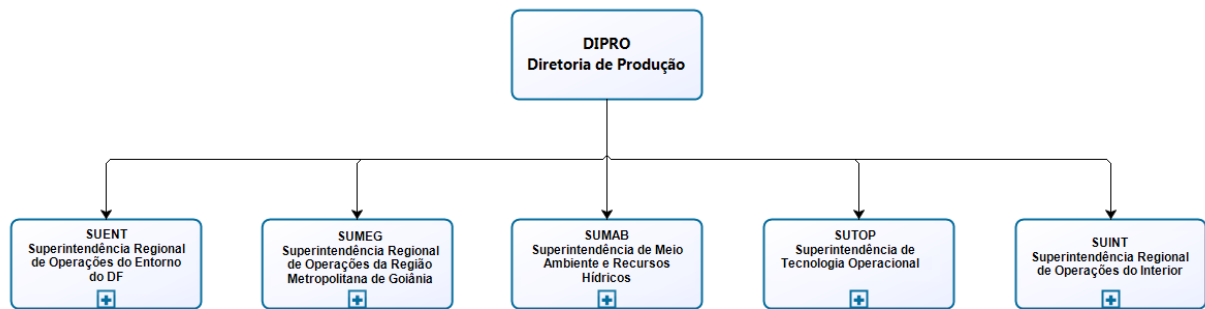 DIPRO
Diretoria de Produção
SUENT
Superintendência Regional
de Operações do Entorno
do DF
SUMEG
Superintendência Regional
de Operações da Região
Metropolitana de Goiânia
SUMAB
Superintendência de Meio
Ambiente e Recursos
Hídricos
SUTOP
Superintendência de
Tecnologia Operacional
SUINT
Superintendência Regional
de Operações do Interior